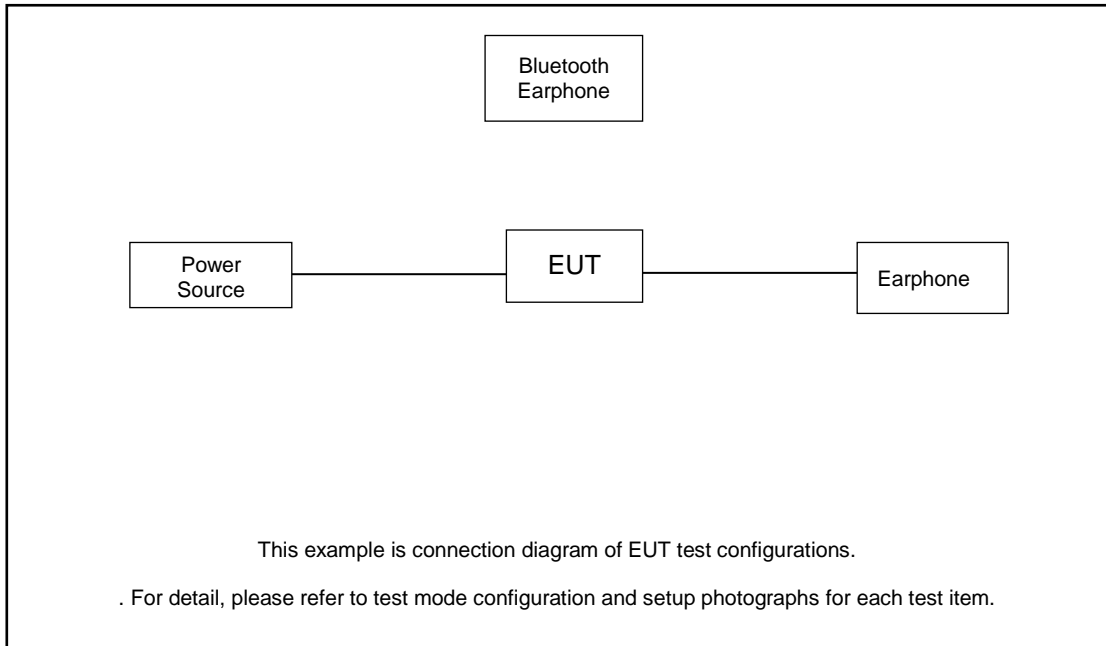 Bluetooth
Earphone
Power
Source
EUT
Earphone
This example is connection diagram of EUT test configurations.
. For detail, please refer to test mode configuration and setup photographs for each test item.